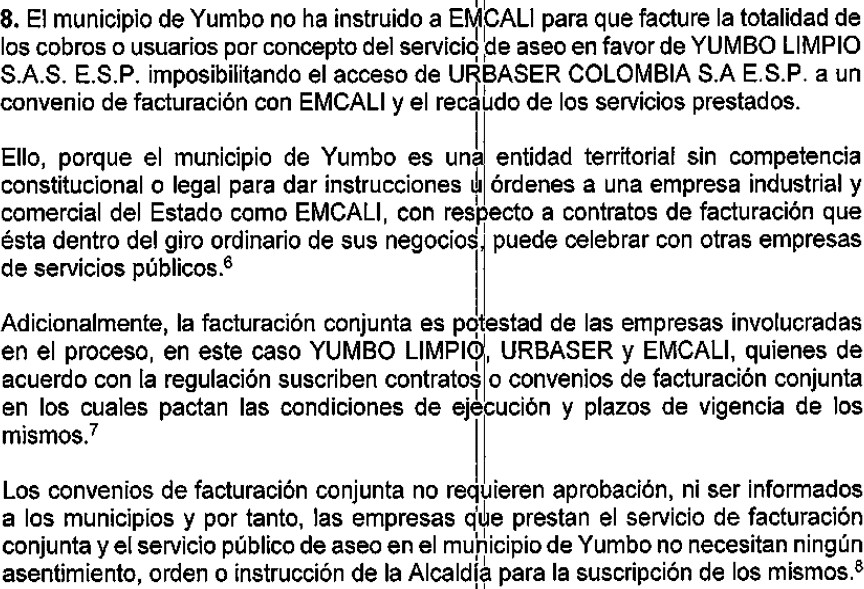 8. El municipio de Yumbo no ha instruido a EMCALI para que facture la totalidad de
los cobros o usuarios por concepto del servicio de aseo en favor de YUMBO LIMPIO
S.A.S. E.S.P. imposibilitando el acceso de URBASER COLOMBIA S.A E.S.P. a un
convenio de facturación con EMCALI y el recaudo de los servicios prestados.
Ello, porque el municipio de Yumbo es una entidad territorial sin competencia
constitucional o legal para dar instrucciones u órdenes a una empresa industrial y
comercial del Estado como EMCALI, con respecto a contratos de facturación que
ésta dentro del giro ordinario de sus negocios, puede celebrar con otras empresas
de servicios públicos.⁶
Adicionalmente, la facturación conjunta es potestad de las empresas involucradas
en el proceso, en este caso YUMBO LIMPIO, URBASER y EMCALI, quienes de
acuerdo con la regulación suscriben contratos o convenios de facturación conjunta
en los cuales pactan las condiciones de ejecución y plazos de vigencia de los
mismos.⁷
Los convenios de facturación conjunta no requieren aprobación, ni ser informados
a los municipios y por tanto, las empresas que prestan el servicio de facturación
conjunta y el servicio público de aseo en el municipio de Yumbo no necesitan ningún
asentimiento, orden o instrucción de la Alcaldía para la suscripción de los mismos.⁸